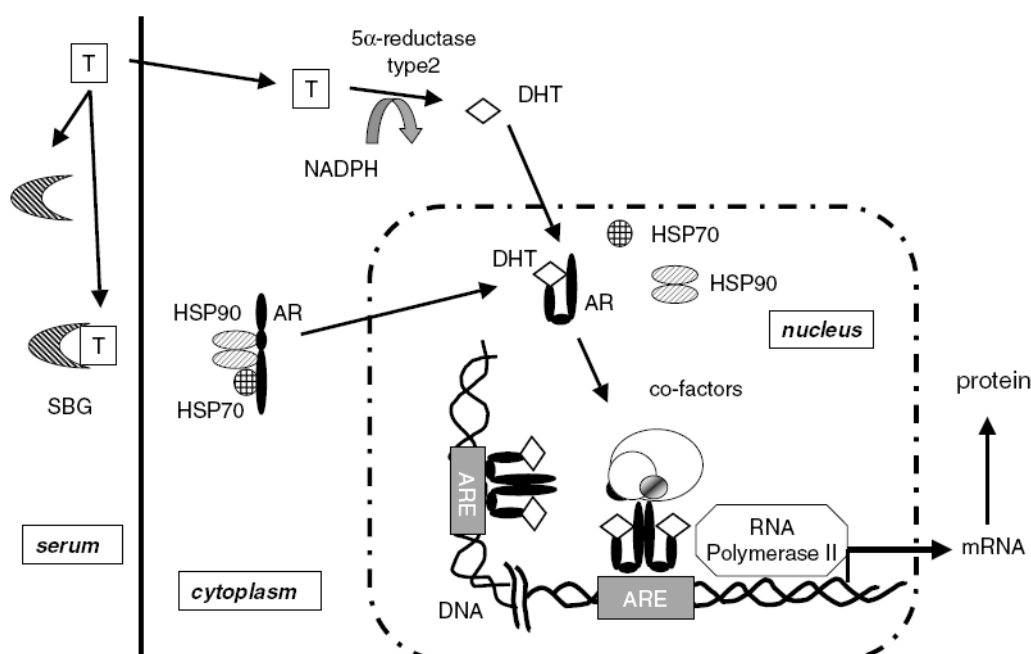 5α-reductase
type2
T
T
DHT
NADPH
HSP70
DHT
HSP90
AR
HSP90
AR
nucleus
T
HSP70
SBG
co-factors
protein
ARE
RNA
Polymerase II
mRNA
serum
cytoplasm
DNA
ARE